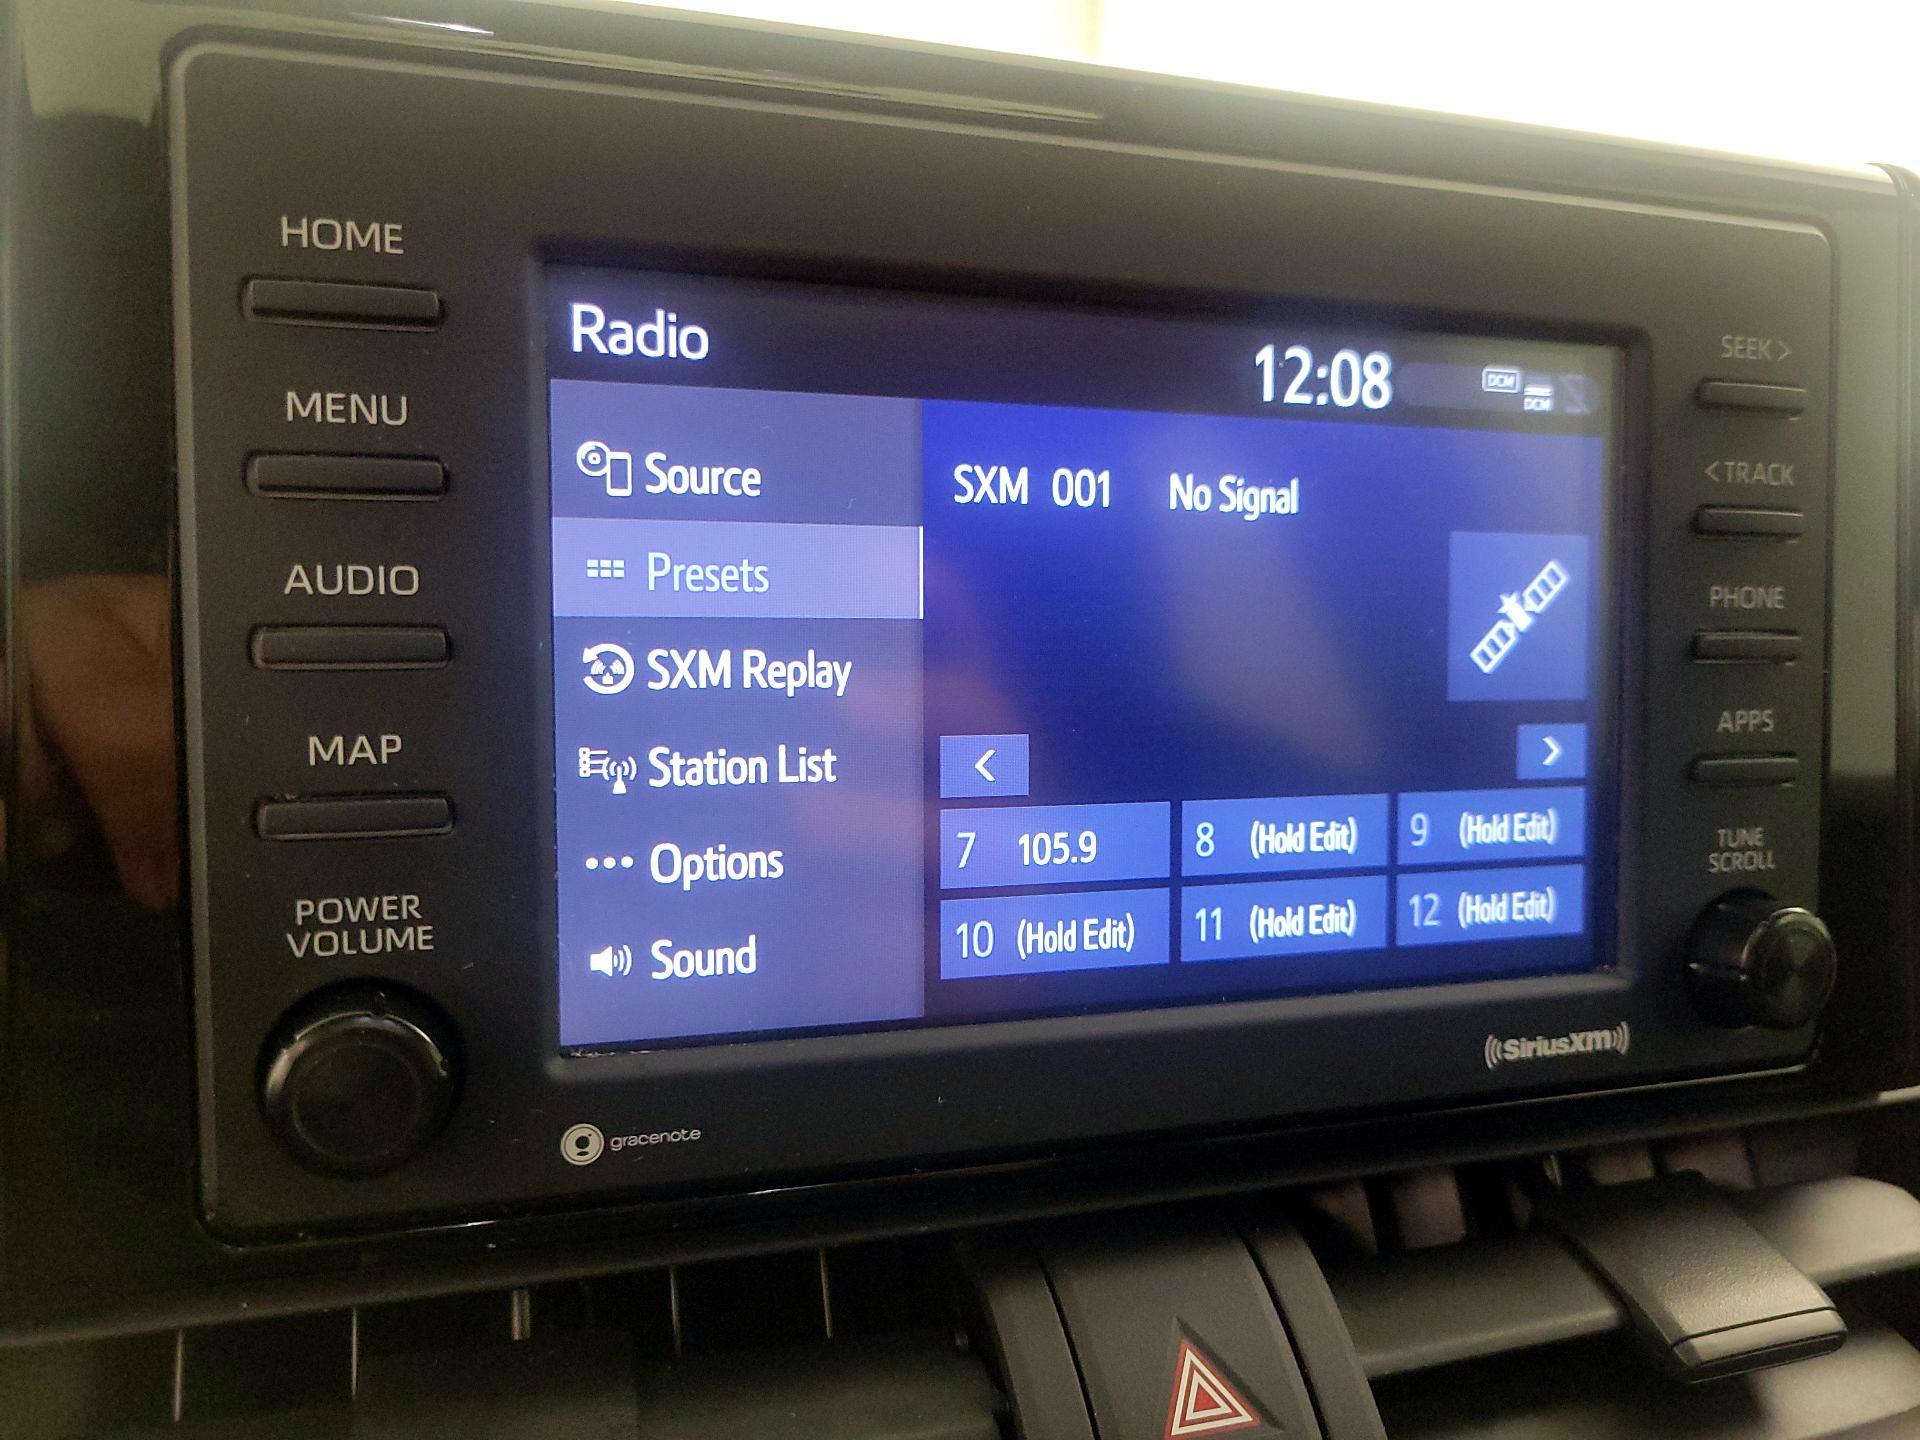 HOME
MENU
AUDIO
MAP
POWER
VOLUME
Radio
12:08
DCM
DCM
Source
Presets
SXM Replay
Station List
Options
Sound
SXM 001 No Signal
<
>
7 105.9
8 (Hold Edit)
9 (Hold Edit)
10 (Hold Edit)
11 (Hold Edit)
12 (Hold Edit)
SEEK >
< TRACK
PHONE
APPS
TUNE
SCROLL
gracenote
((SiriusXM))